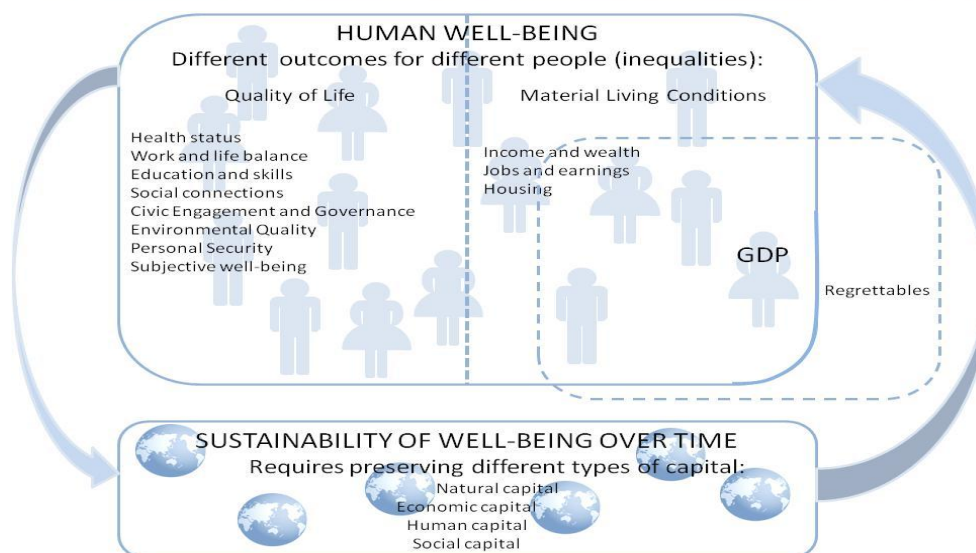 HUMAN WELL-BEING
Different outcomes for different people (inequalities):
Quality of Life
Health status
Work and life balance
Education and skills
Social connections
Civic Engagement and Governance
Environmental Quality
Personal Security
Subjective well-being
Material Living Conditions
Income and wealth
Jobs and earnings
Housing
GDP
Regrettables
SUSTAINABILITY OF WELL-BEING OVER TIME
Requires preserving different types of capital:
Natural capital
Economic capital
Human capital
Social capital